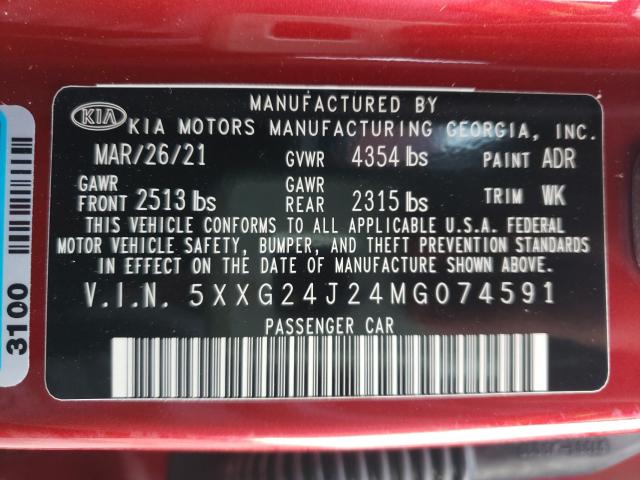 MANUFACTURED BY
KIA KIA MOTORS MANUFACTURING GEORGIA, INC.
MAR/26/21 GVWR 4354 lbs PAINT ADR
GAWR FRONT 2513 lbs GAWR REAR 2315 lbs TRIM WK
THIS VEHICLE CONFORMS TO ALL APPLICABLE U.S.A. FEDERAL
MOTOR VEHICLE SAFETY, BUMPER, AND THEFT PREVENTION STANDARDS
IN EFFECT ON THE DATE OF MANUFACTURE SHOWN ABOVE.
V.I.N. 5XXG24J24MG074591
PASSENGER CAR
3100